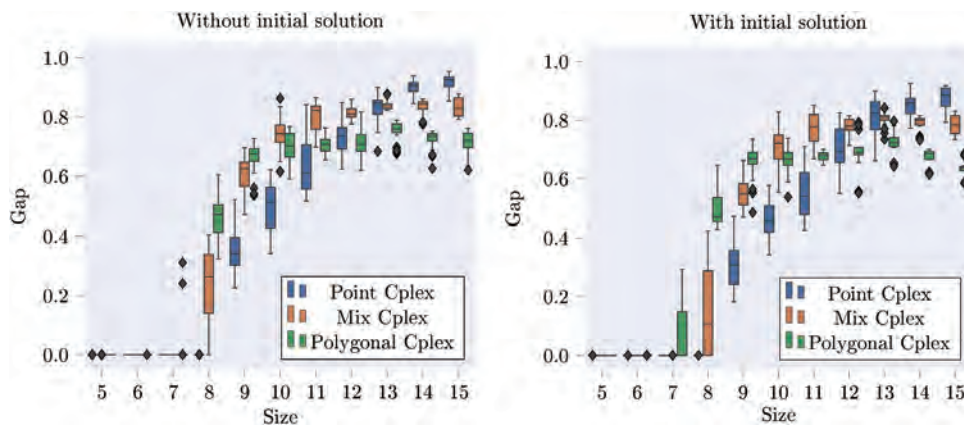 Without initial solution
With initial solution
1.0
0.8
0.6
0.4
0.2
0.0
Gap
5 6 7 8 9 10 11 12 13 14 15
Size
Point Cplex
Mix Cplex
Polygonal Cplex
1.0
0.8
0.6
0.4
0.2
0.0
Gap
5 6 7 8 9 10 11 12 13 14 15
Size
Point Cplex
Mix Cplex
Polygonal Cplex